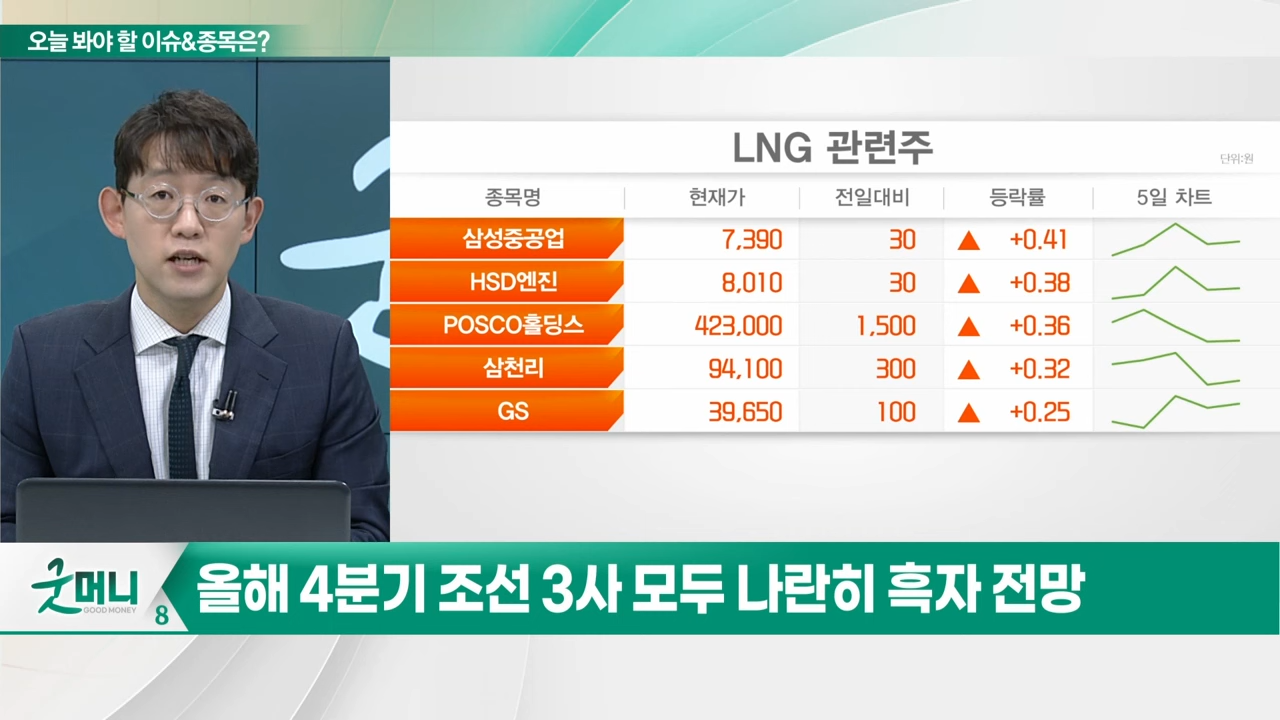 오늘 봐야 할 이슈&종목은?
LNG 관련주
단위:원
종목명 현재가 전일대비 등락률 5일 차트
삼성중공업 7,390 30 ▲ +0.41
HSD엔진 8,010 30 ▲ +0.38
POSCO홀딩스 423,000 1,500 ▲ +0.36
삼천리 94,100 300 ▲ +0.32
GS 39,650 100 ▲ +0.25
굿머니
GOOD MONEY
8
올해 4분기 조선 3사 모두 나란히 흑자 전망